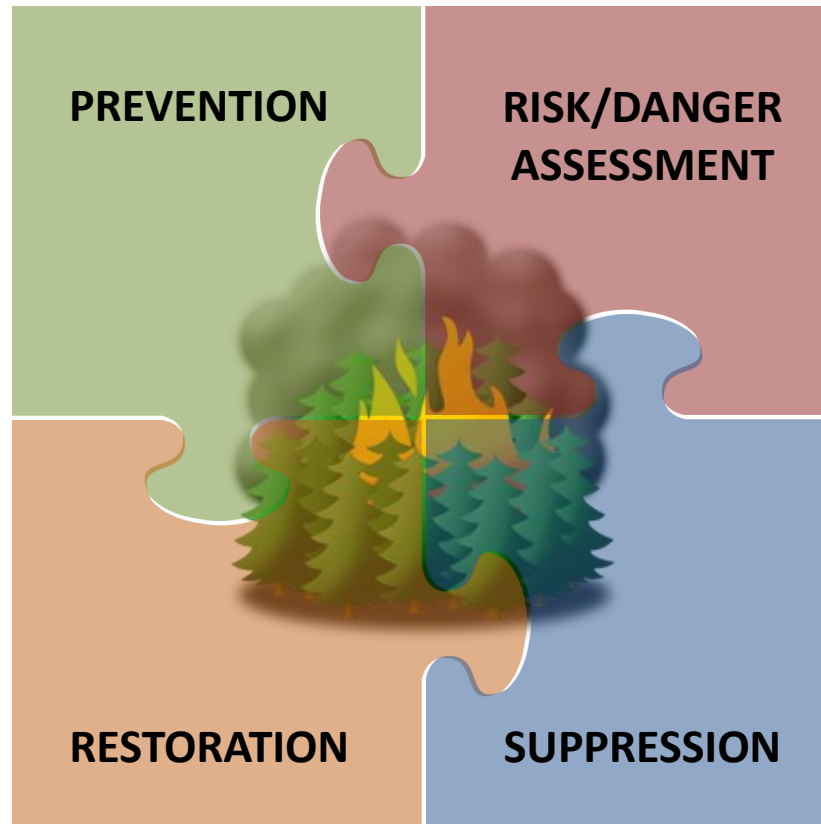 PREVENTION
RISK/DANGER
ASSESSMENT
RESTORATION
SUPPRESSION